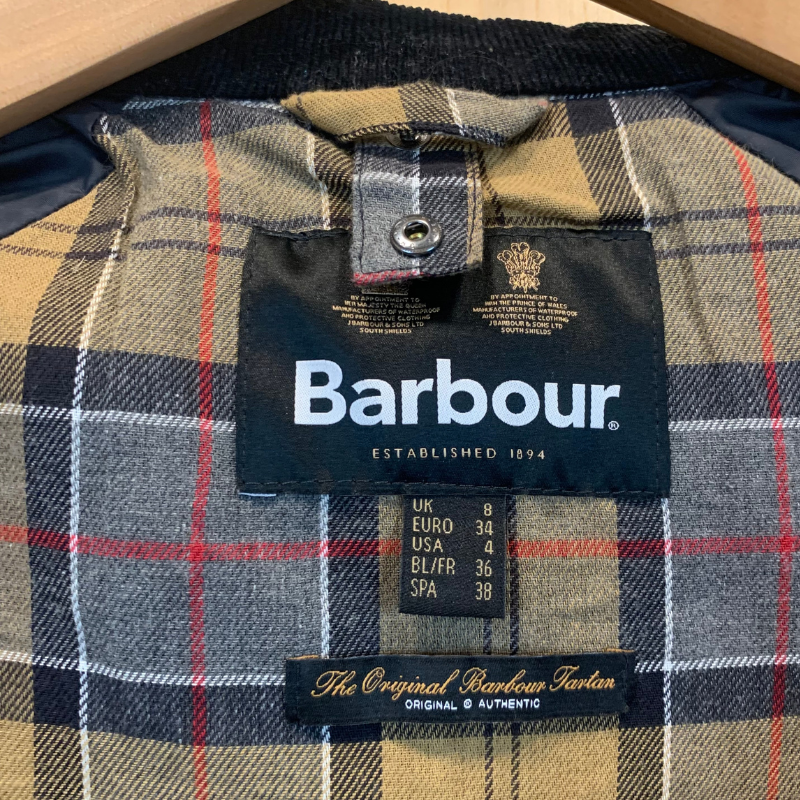 BY APPOINTMENT TO
HER MAJESTY THE QUEEN
MANUFACTURERS OF WATERPROOF
AND PROTECTIVE CLOTHING
J BARBOUR & SONS LTD
SOUTH SHIELDS
BY APPOINTMENT TO
HRH THE PRINCE OF WALES
MANUFACTURERS OF WATERPROOF
AND PROTECTIVE CLOTHING
J BARBOUR & SONS LTD
SOUTH SHIELDS
Barbour®
ESTABLISHED 1894
UK 8
EURO 34
USA 4
BL/FR 36
SPA 38
The Original Barbour Tartan
ORIGINAL & AUTHENTIC